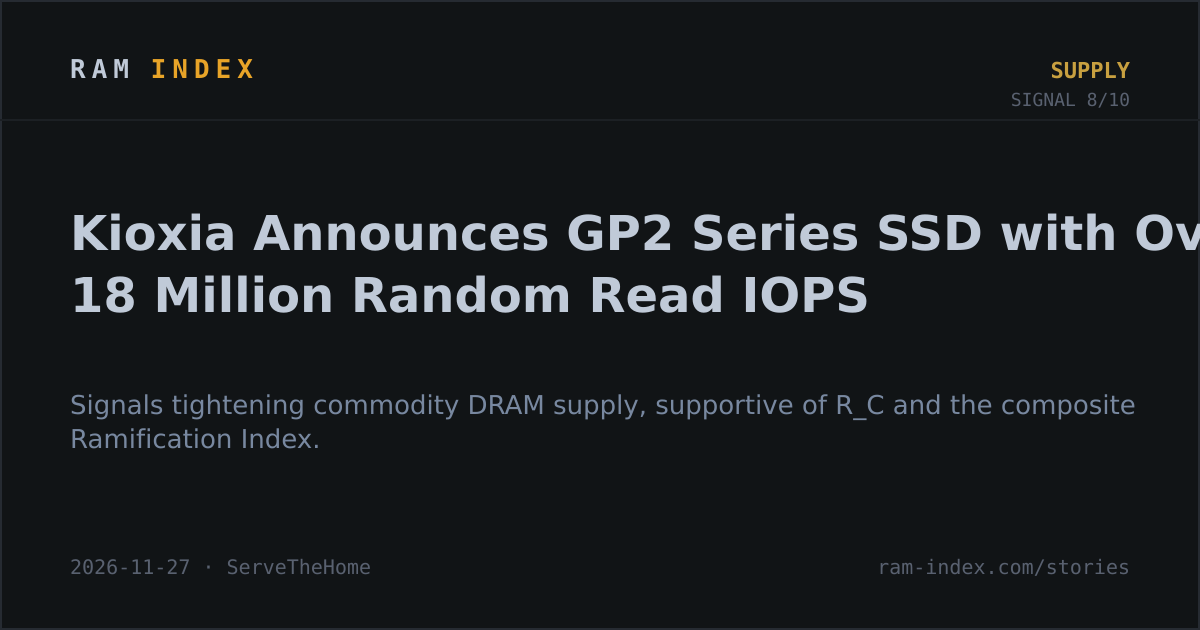 RAM INDEX
SUPPLY
SIGNAL 8/10
Kioxia Announces GP2 Series SSD with Ov
18 Million Random Read IOPS
Signals tightening commodity DRAM supply, supportive of R_C and the composite
Ramification Index.
2026-11-27 · ServeTheHome
ram-index.com/stories